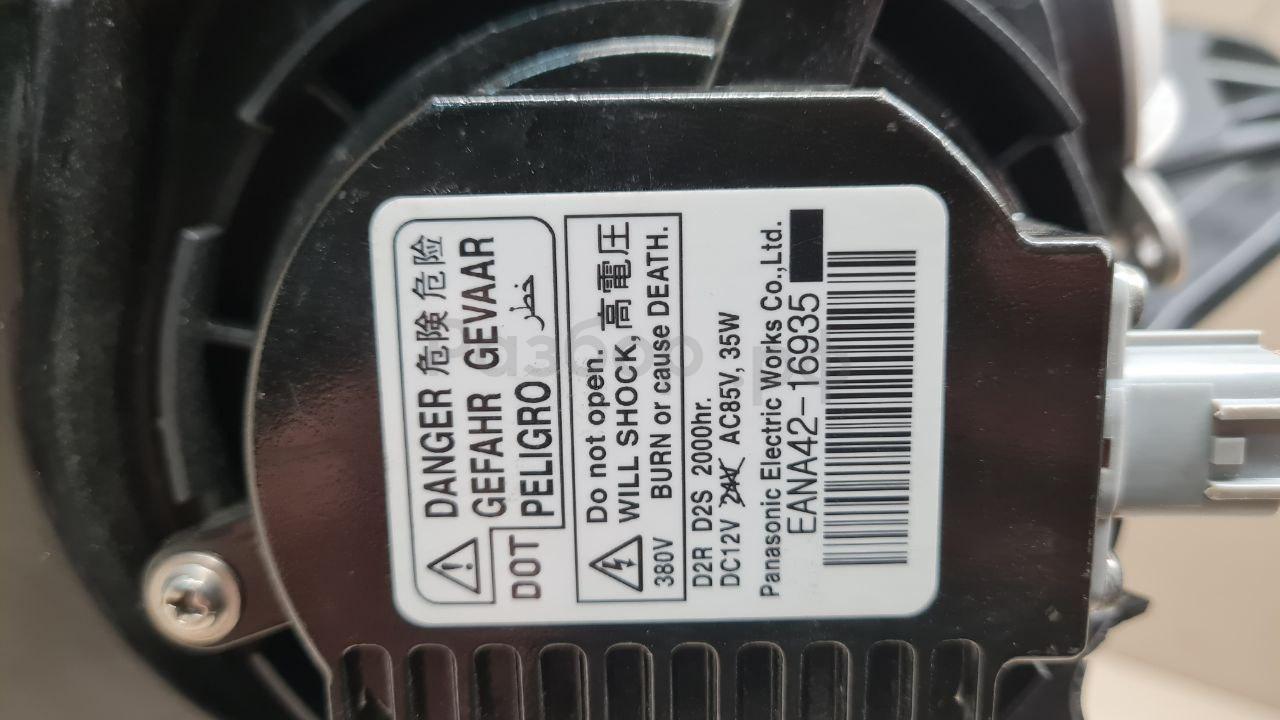 DANGER 危険 危险
GEFAHR GEVAAR
DOT PELIGRO خطر
Do not open.
WILL SHOCK, 高電圧
380V BURN or cause DEATH.
D2R D2S 2000hr.
DC12V 24V AC85V, 35W
Panasonic Electric Works Co.,Ltd.
EANA42-16935